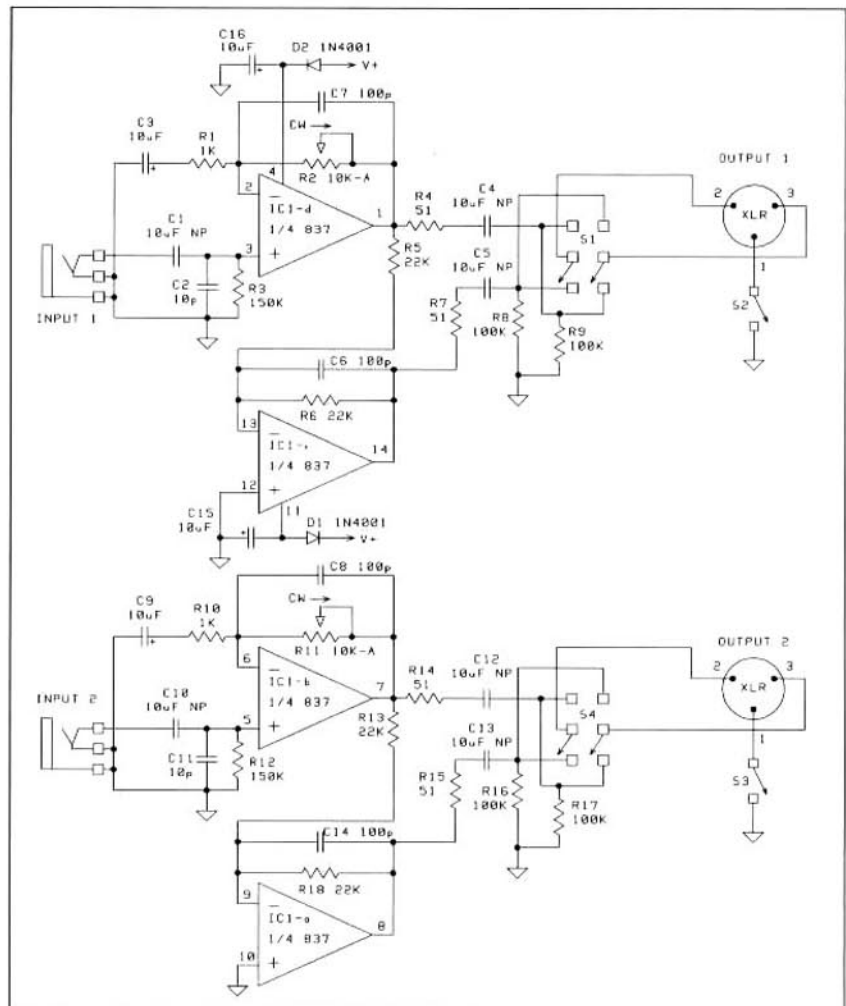 C16
10uF
D2 1N4001
V+
C7 100p
C3
10uF
R1
1K
CW
4
R2 10K-A
2
IC1-d
1/4 837
1
3
C1
10uF NP
C2
10p
R3
150K
INPUT 1
R4
51
C4
10uF NP
R5
22K
C5
10uF NP
R7
51
R8
100K
R9
100K
S1
OUTPUT 1
2
3
XLR
1
S2
C6 100p
R6 22K
13
14
1/4 837
12
11
C15
10uF
D1 1N4001
V+
C8 100p
C9
10uF
R10
1K
CW
R11 10K-A
6
IC1-b
1/4 837
7
5
INPUT 2
C10
10uF NP
C11
10p
R12
150K
R14
51
C12
10uF NP
R13
22K
C13
10uF NP
R15
51
R16
100K
R17
100K
S4
OUTPUT 2
2
3
XLR
1
S3
C14 100p
R18 22K
9
IC1-a
1/4 837
8
10